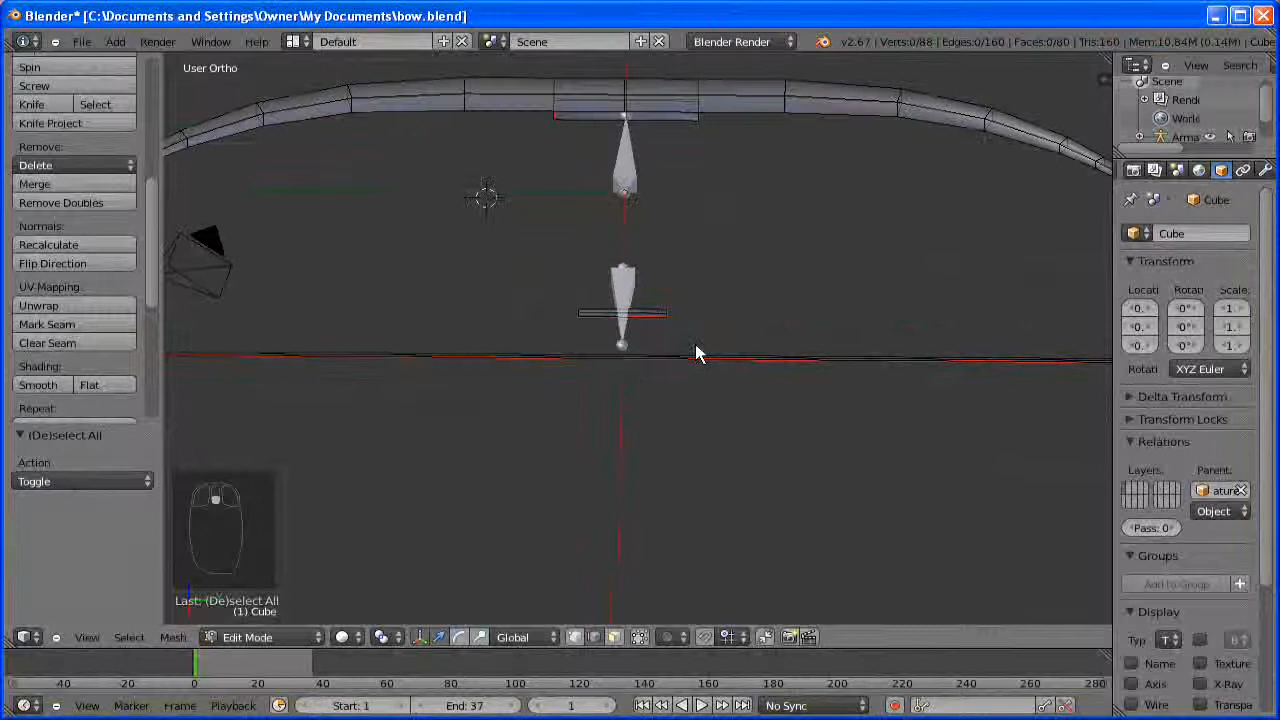 Blender* [C:\Documents and Settings\Owner\My Documents\bow.blend]
File Add Render Window Help Default Scene Blender Render v2.67 | Verts:0/88 | Edges:0/160 | Faces:0/80 | Tris:160 | Mem:10.84M (0.14M) | Cube
Spin
Screw
Knife Select
Knife Project
Remove:
Delete
Merge
Remove Doubles
Normals:
Recalculate
Flip Direction
UV-Mapping:
Unwrap
Mark Seam
Clear Seam
Shading:
Smooth Flat
Repeat:
(De)select All
Action
Toggle
User Ortho
Last: (De)select All
(1) Cube
View Search
Scene
Rende
World
Arma
Cube
Cube
Transform
Locati Rotati Scale:
0. 0° 1.
0. 0° 1.
0. 0° 1.
Rotati XYZ Euler
Delta Transform
Transform Locks
Relations
Layers: Parent:
ature
Object
Pass: 0
Groups
Add to Group
Display
Typ T B
Name Texture
Axis X-Ray
Wire Transpa
View Select Mesh Edit Mode Global
40 20 0 20 40 60 80 100 120 140 160 180 200 220 240 260 280
View Marker Frame Playback Start: 1 End: 37 1 No Sync